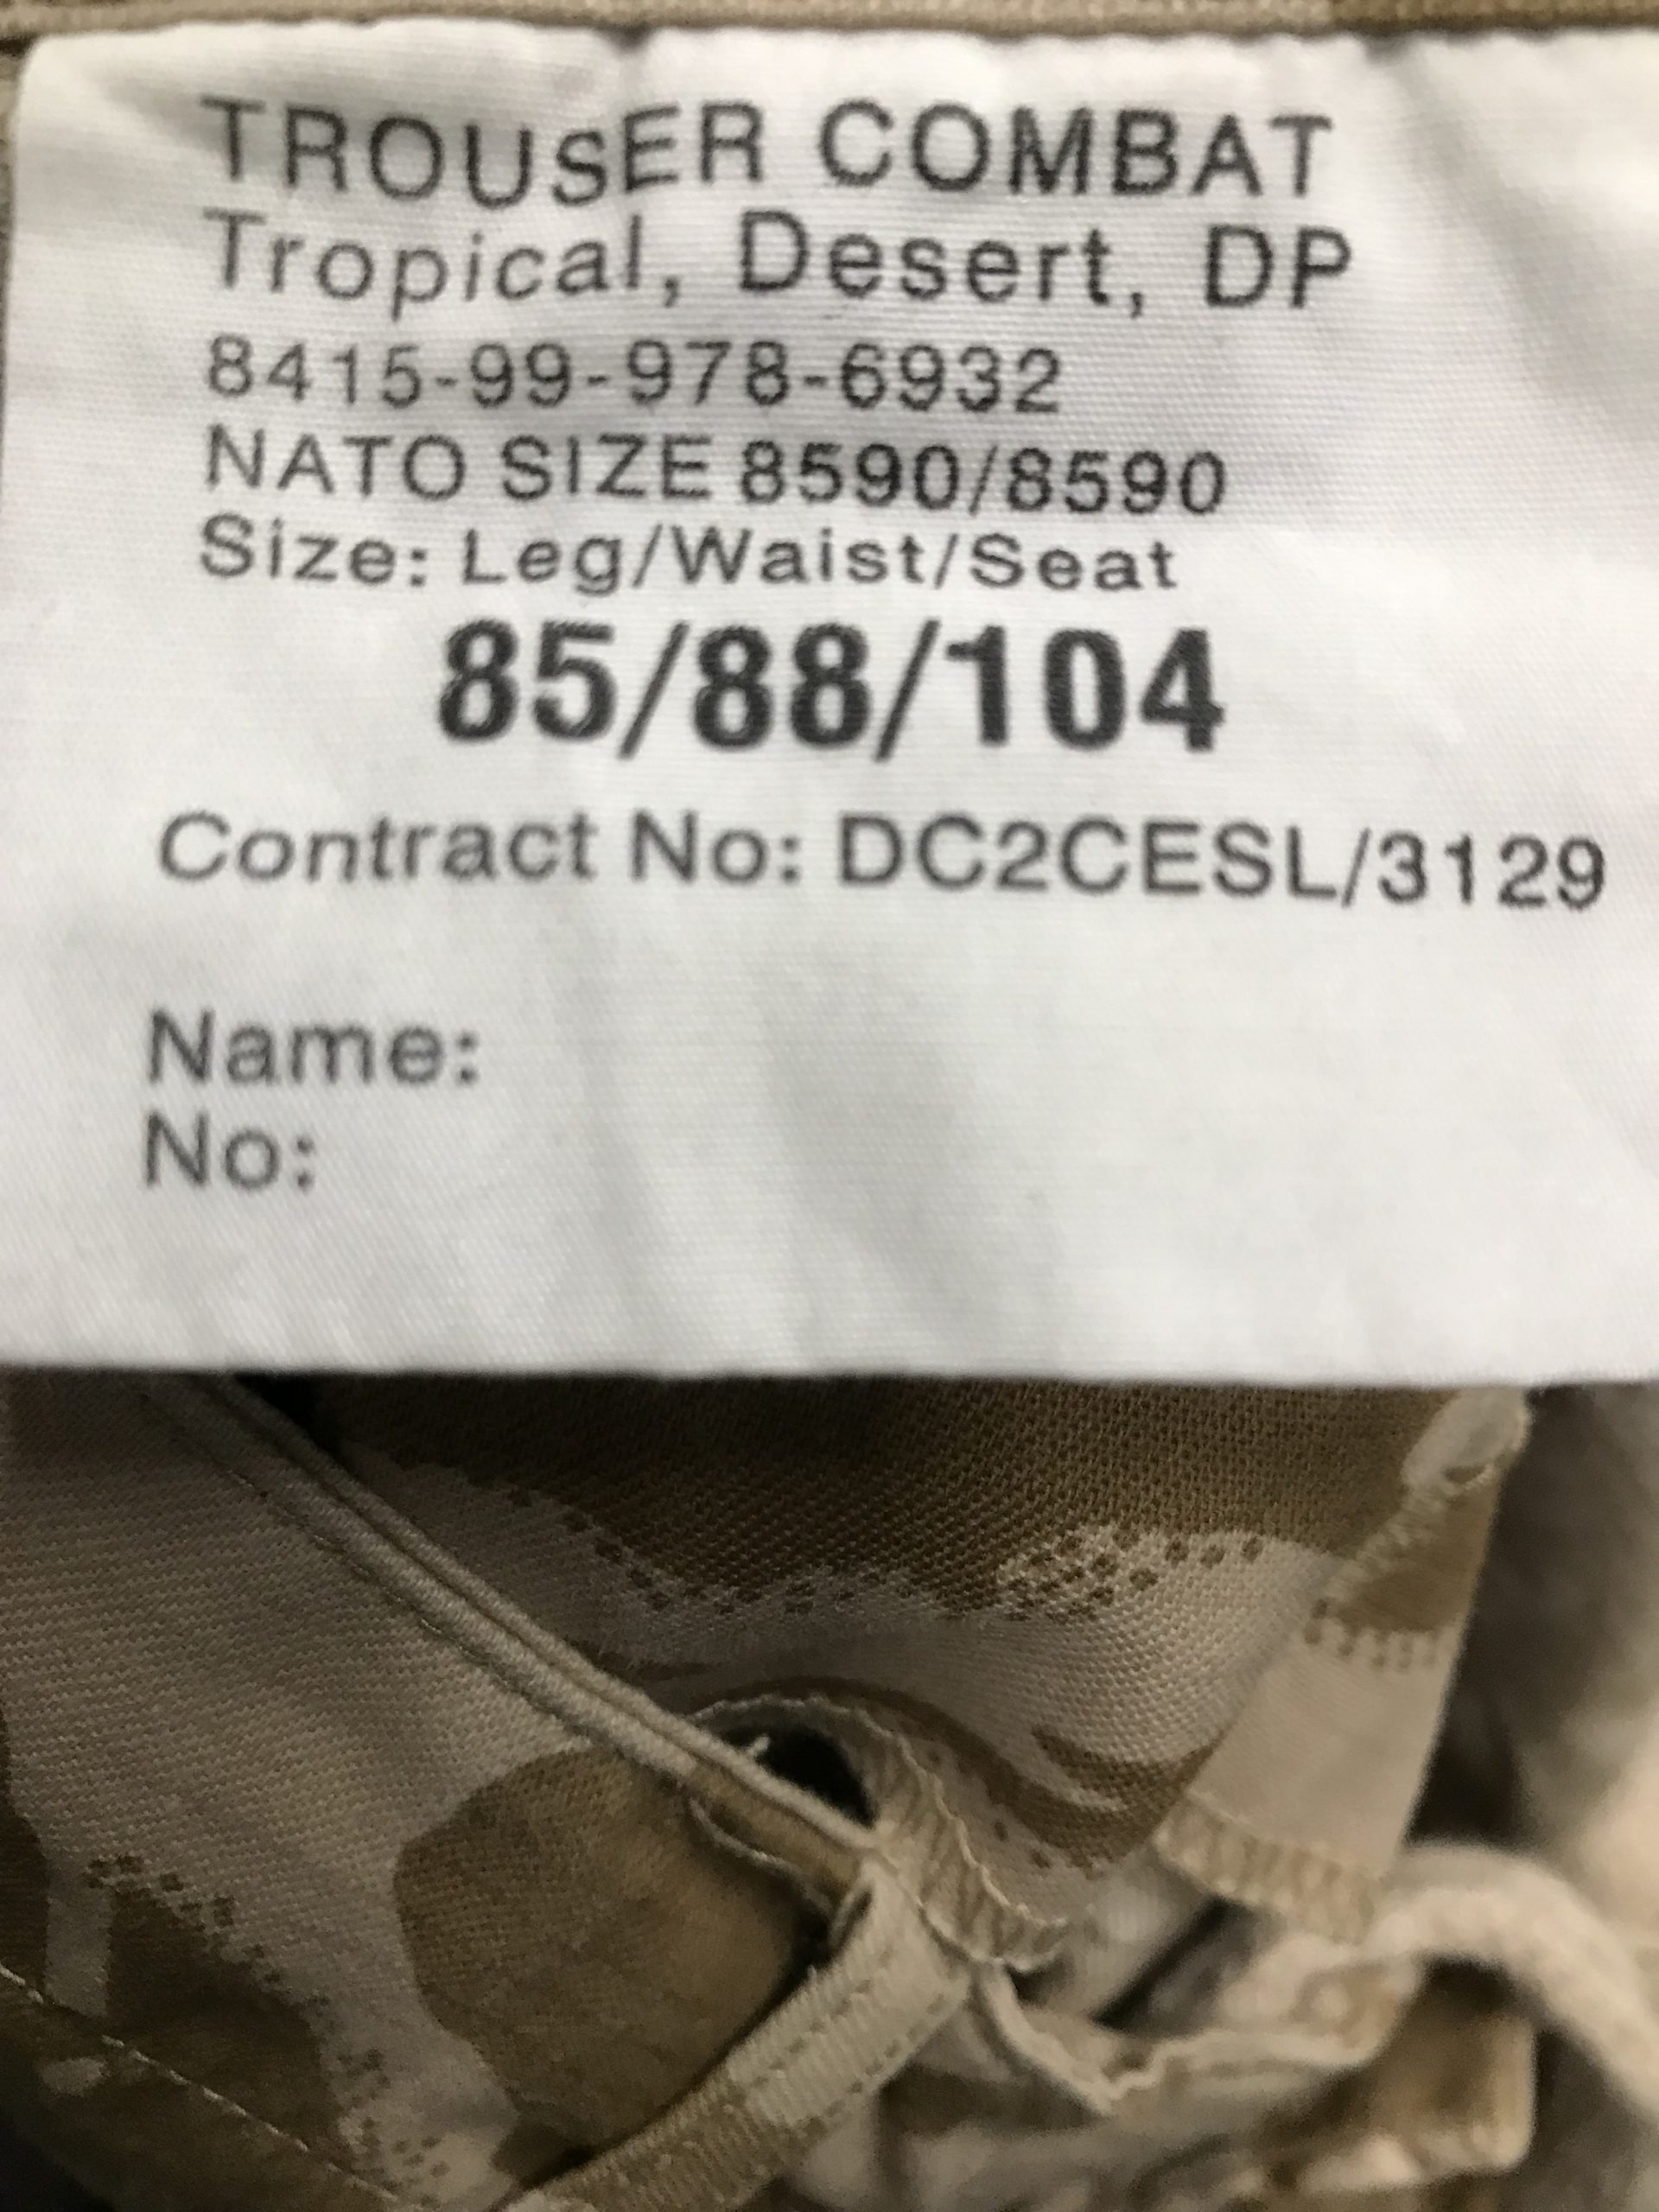 TROUSER COMBAT
Tropical, Desert, DP
8415-99-978-6932
NATO SIZE 8590/8590
Size: Leg/Waist/Seat
85/88/104
Contract No: DC2CESL/3129
Name:
No: